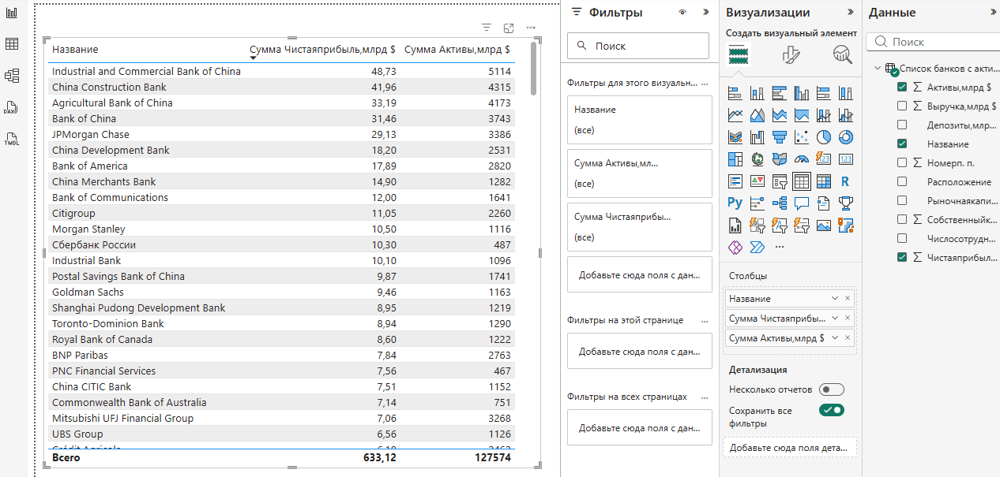 DAX
TMDL
Название Сумма Чистаяприбыль,млрд $ Сумма Активы,млрд $
Industrial and Commercial Bank of China 48,73 5114
China Construction Bank 41,96 4315
Agricultural Bank of China 33,19 4173
Bank of China 31,46 3743
JPMorgan Chase 29,13 3386
China Development Bank 18,20 2531
Bank of America 17,89 2820
China Merchants Bank 14,90 1282
Bank of Communications 12,00 1641
Citigroup 11,05 2260
Morgan Stanley 10,50 1116
Сбербанк России 10,30 487
Industrial Bank 10,10 1096
Postal Savings Bank of China 9,87 1741
Goldman Sachs 9,46 1163
Shanghai Pudong Development Bank 8,95 1219
Toronto-Dominion Bank 8,94 1290
Royal Bank of Canada 8,60 1222
BNP Paribas 7,84 2763
PNC Financial Services 7,56 467
China CITIC Bank 7,51 1152
Commonwealth Bank of Australia 7,14 751
Mitsubishi UFJ Financial Group 7,06 3268
UBS Group 6,56 1126
Всего 633,12 127574
Фильтры
Поиск
Фильтры для этого визуальн... ...
Название
(все)
Сумма Активы,мл...
(все)
Сумма Чистаяприбы...
(все)
Добавьте сюда поля с дан...
Фильтры на этой странице ...
Добавьте сюда поля с дан...
Фильтры на всех страницах ...
Добавьте сюда поля с дан...
Визуализации
Создать визуальный элемент
123
123
R
Py
...
Столбцы
Название
Сумма Чистаяприбы...
Сумма Активы,млрд $
Детализация
Несколько отчетов
Сохранить все
фильтры
Добавьте сюда поля дета...
Данные
Поиск
Список банков с акти...
Активы,млрд $
Выручка,млрд $
Депозиты,млр...
Название
Номерп. п.
Расположение
Рыночнаякапи...
Собственныйк...
Числосотрудн...
Чистаяприбыл...